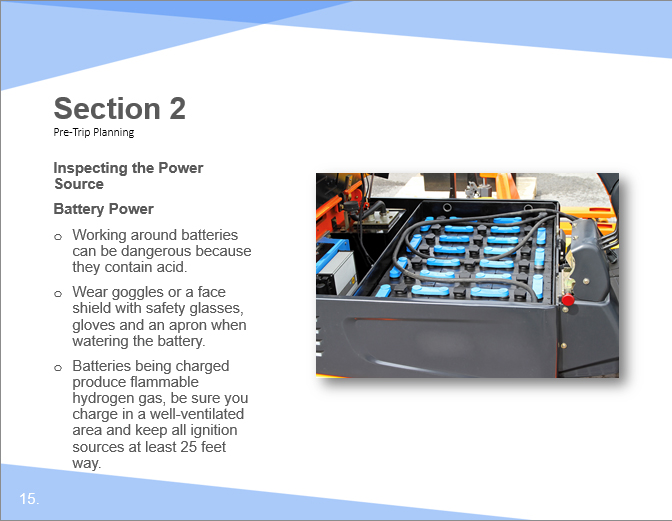 Section 2
Pre-Trip Planning
Inspecting the Power
Source
Battery Power
o Working around batteries
can be dangerous because
they contain acid.
o Wear goggles or a face
shield with safety glasses,
gloves and an apron when
watering the battery.
o Batteries being charged
produce flammable
hydrogen gas, be sure you
charge in a well-ventilated
area and keep all ignition
sources at least 25 feet
way.
15.